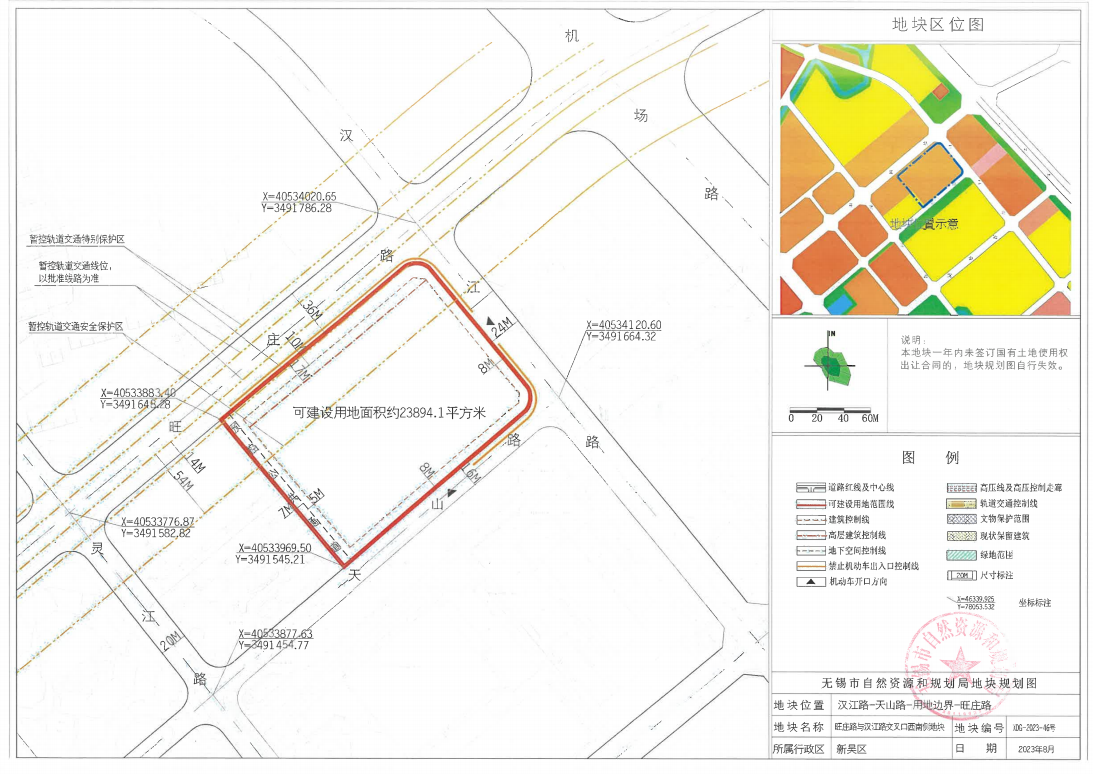 机
场
路
汉
X=40534020.65
Y=3491786.28
暂控轨道交通特别保护区
暂控轨道交通线位，
以批准线路为准
暂控轨道交通安全保护区
路
江
36M
庄
10M
7M
24M
8M
X=40534120.60
Y=3491664.32
X=40533883.40
Y=3491648.28
可建设用地面积约23894.1平方米
旺
路
路
14M
54M
8M
16M
5M
7M
山
X=40533776.87
Y=3491582.82
灵
X=40533969.50
Y=3491545.21
天
江
20M
X=40533877.63
Y=3491454.77
路
地块区位图
地块位置示意
N
0 20 40 60M
说明：
本地块一年内未签订国有土地使用权
出让合同的，地块规划图自行失效。
图 例
道路红线及中心线
可建设用地范围线
建筑控制线
高层建筑控制线
地下空间控制线
禁止机动车出入口控制线
机动车开口方向
高压线及高压控制走廊
轨道交通控制线
文物保护范围
现状保留建筑
绿地范围
20M 尺寸标注
X=46339.925
Y=78053.532
坐标标注
无锡市自然资源和规划局地块规划图
地块位置 汉江路-天山路-用地边界-旺庄路
地块名称 旺庄路与汉江路交叉口西南侧地块 地块编号 XDG-2023-46号
所属行政区 新吴区 日 期 2023年8月